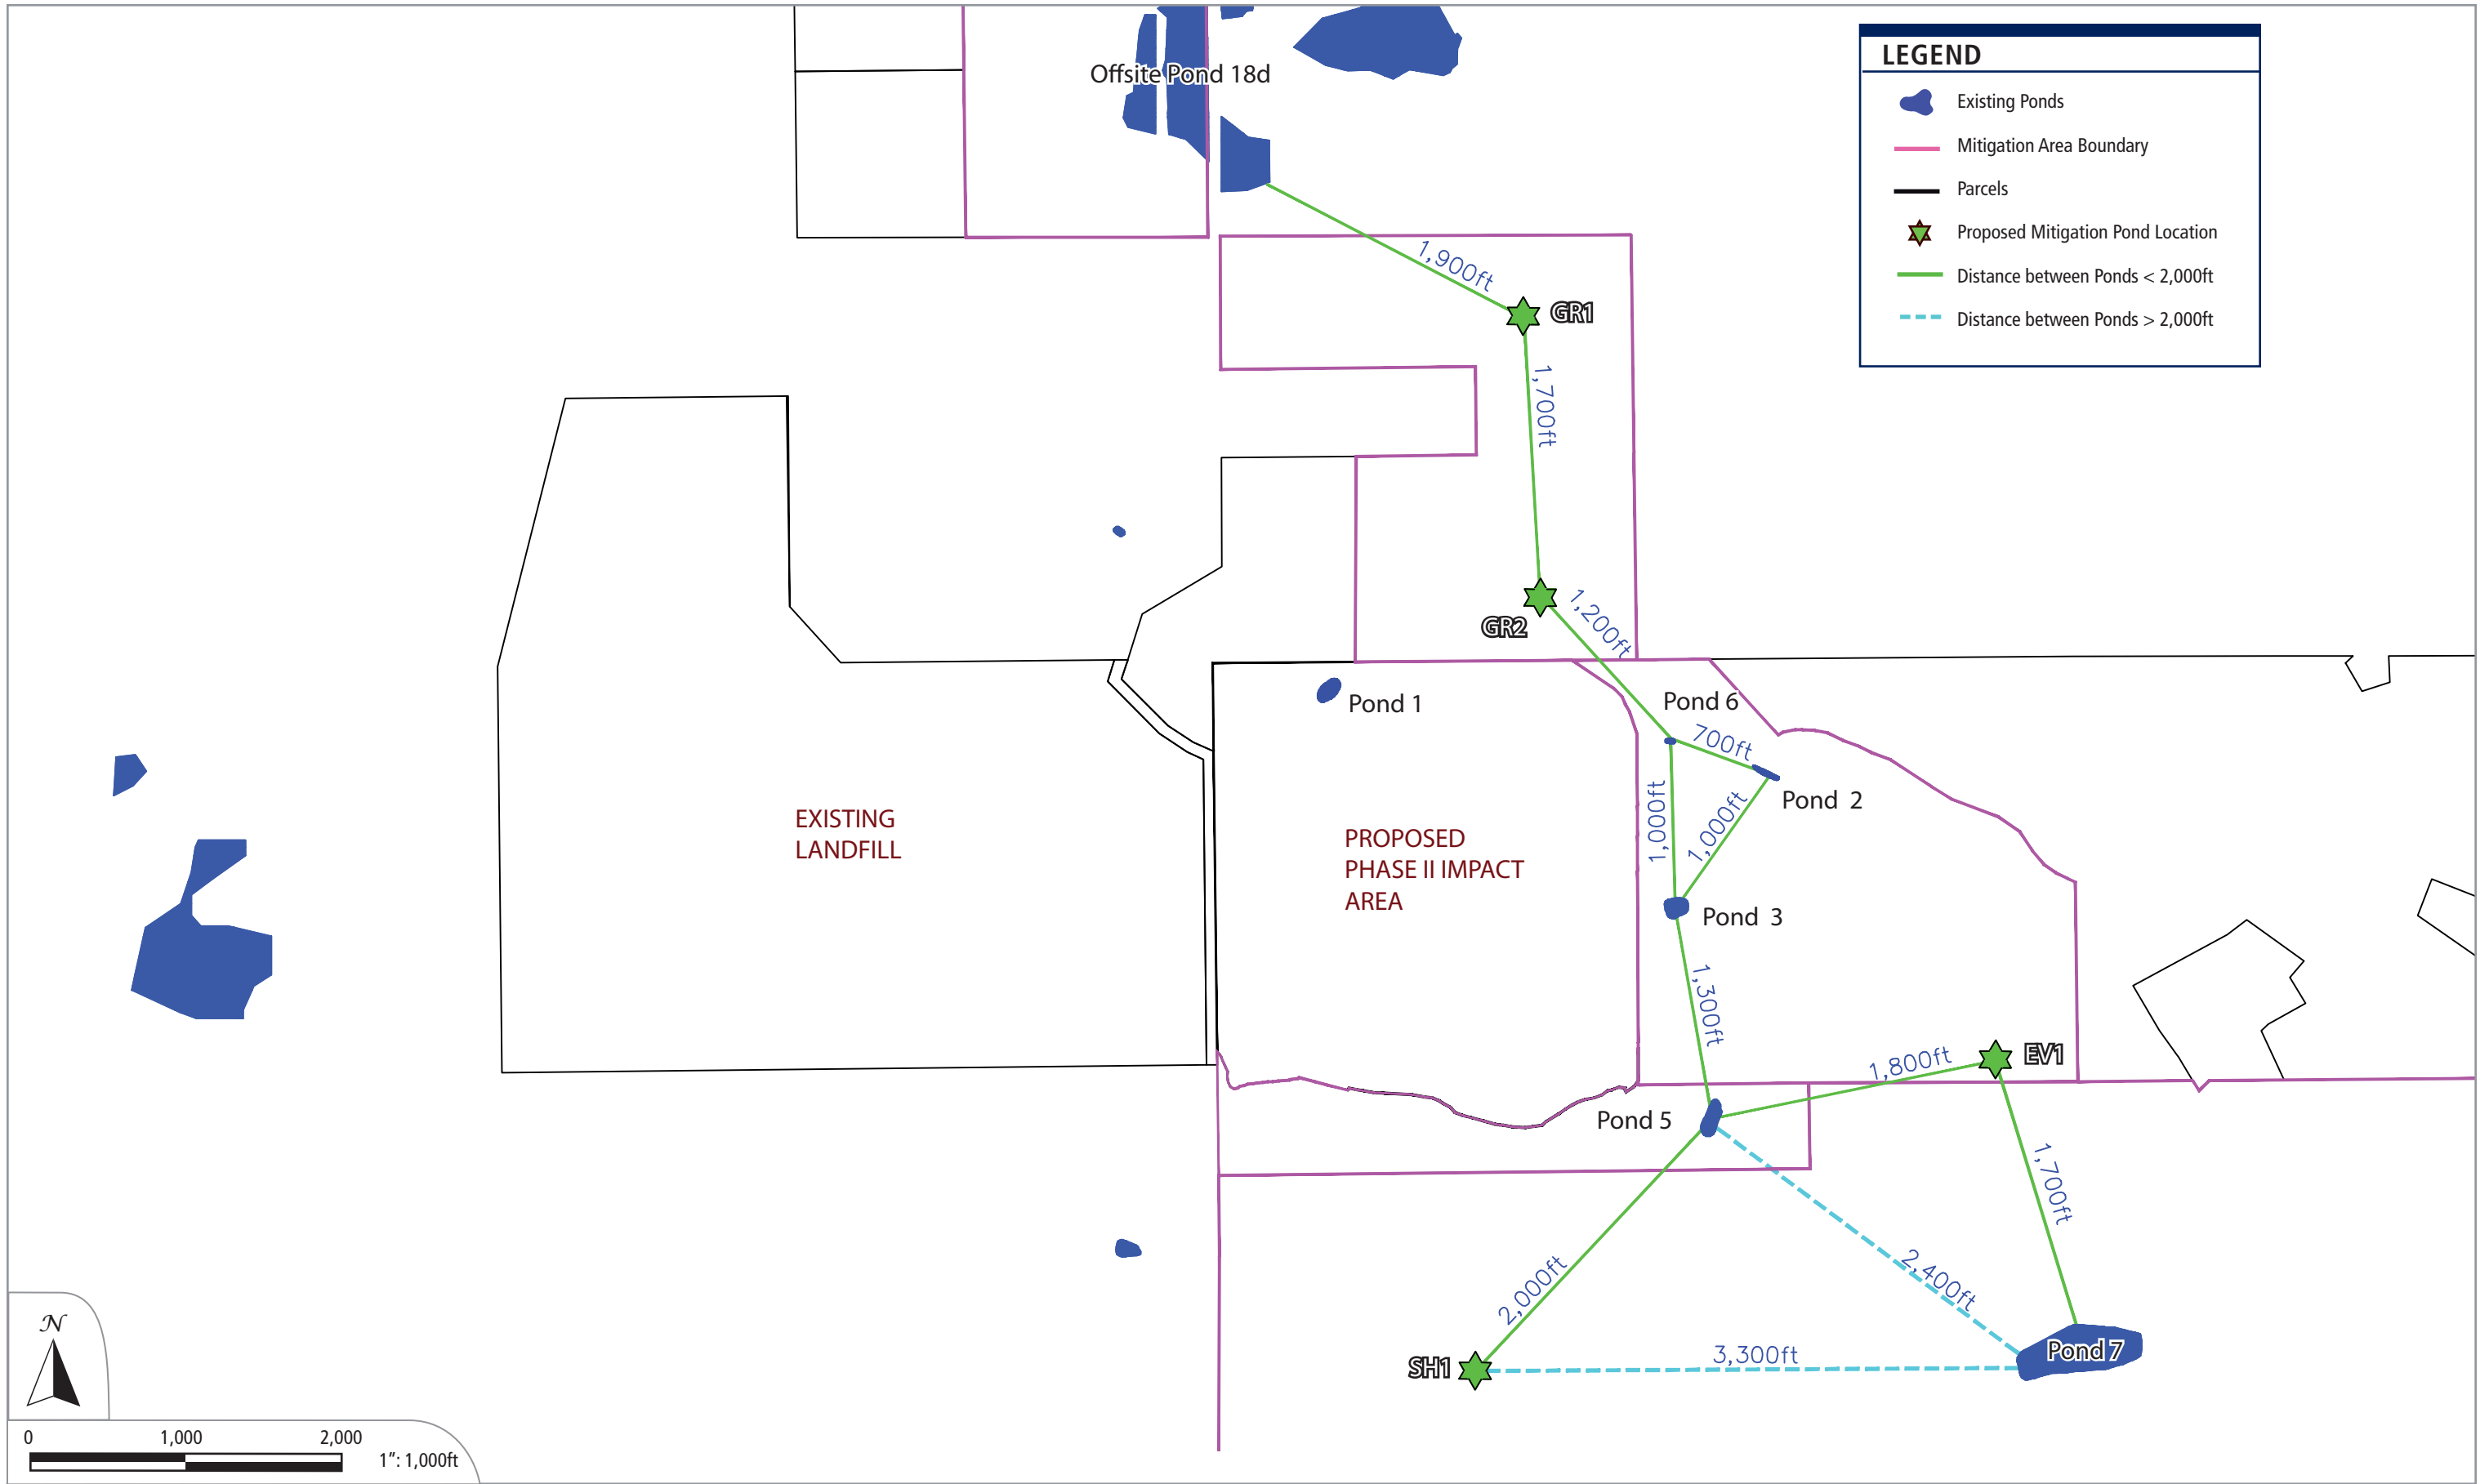 Offsite Pond 18d
LEGEND
Existing Ponds
Mitigation Area Boundary
Parcels
Proposed Mitigation Pond Location
Distance between Ponds < 2,000ft
Distance between Ponds > 2,000ft
1,900ft
GR1
1,700ft
GR2
1,200ft
Pond 1
Pond 6
700ft
Pond 2
1,000ft
1,000ft
EXISTING
LANDFILL
PROPOSED
PHASE II IMPACT
AREA
Pond 3
1,300ft
1,800ft
EV1
Pond 5
1,700ft
2,000ft
2,400ft
Pond 7
3,300ft
SH1
N
0 1,000 2,000
1”: 1,000ft